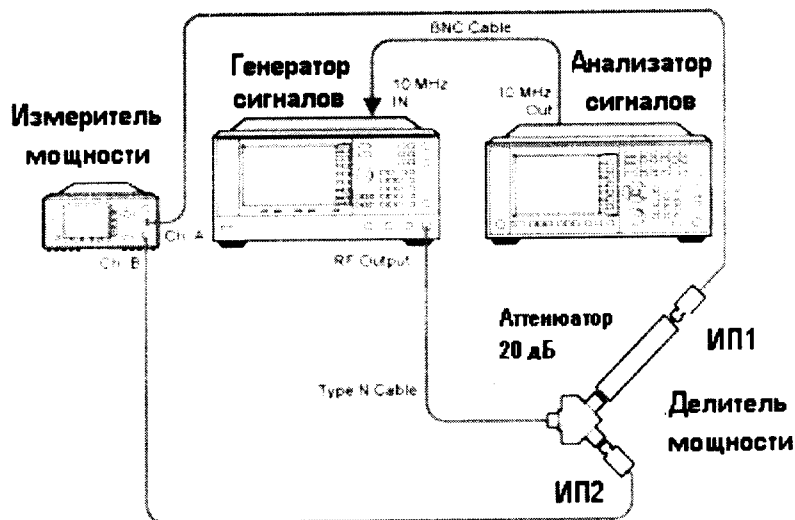 BNC Cable
Генератор
сигналов
10 MHz
IN
10 MHz
Out
Анализатор
сигналов
Измеритель
мощности
Ch. A
Ch. B
RF Output
Аттенюатор
20 дБ
ИП1
Type N Cable
Делитель
мощности
ИП2